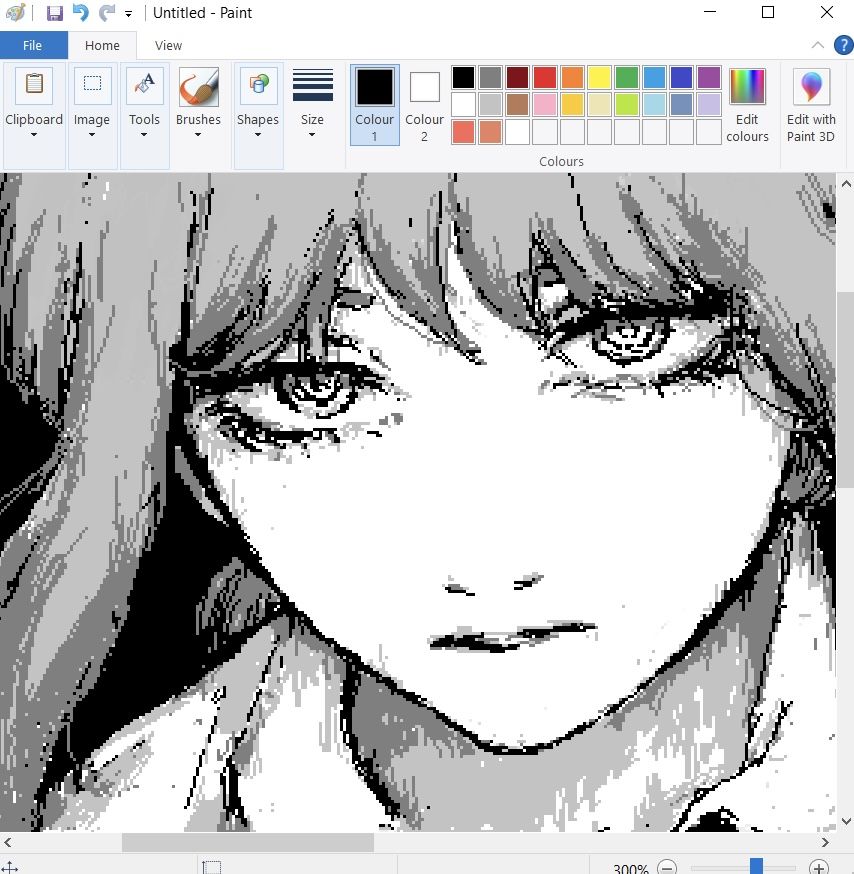 Untitled - Paint
File Home View
?
Clipboard Image Tools Brushes Shapes Size Colour 1 Colour 2 Edit colours Edit with Paint 3D
Colours
300%